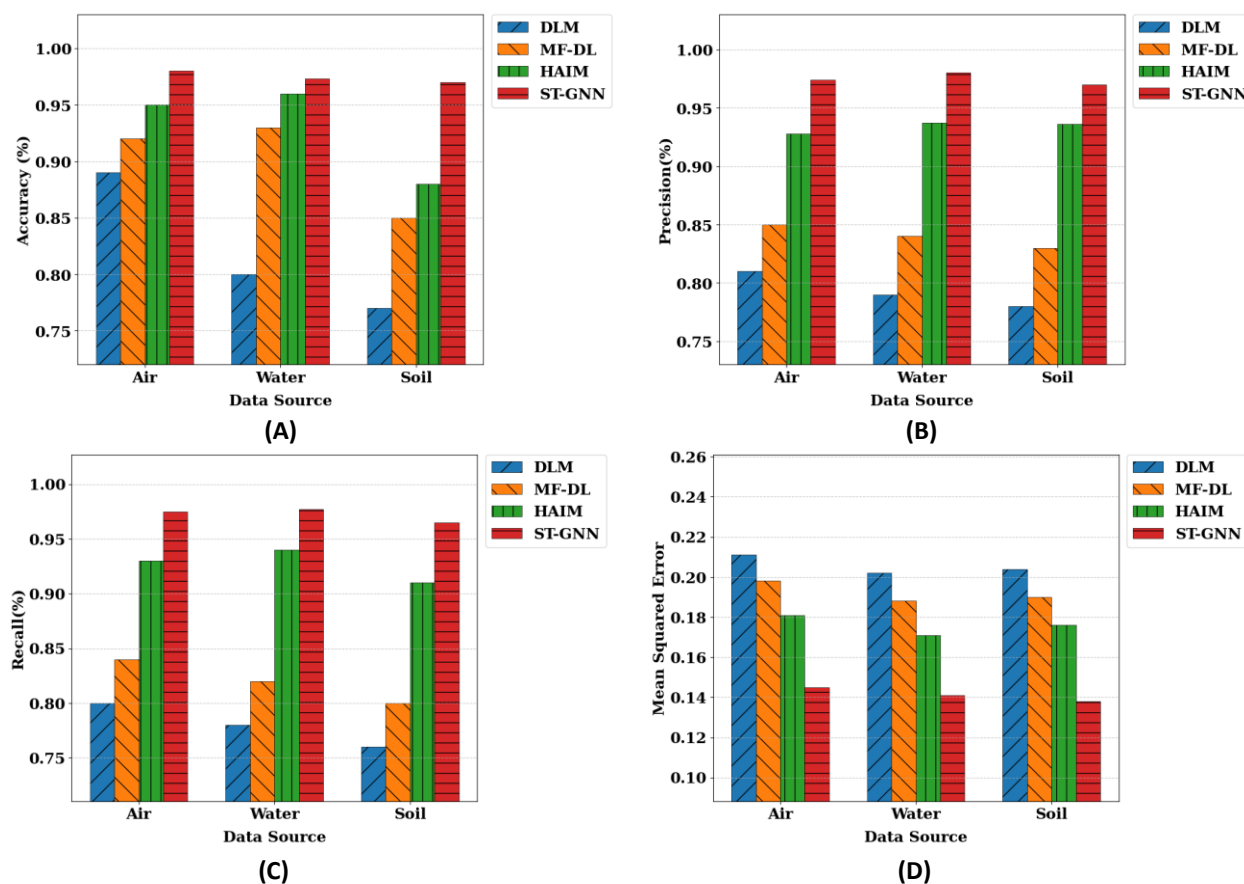 1.00
0.95
0.90
0.85
0.80
0.75
Accuracy (%)
Air Water Soil
Data Source
DLM
MF-DL
HAIM
ST-GNN
(A)
1.00
0.95
0.90
0.85
0.80
0.75
Precision(%)
Air Water Soil
Data Source
DLM
MF-DL
HAIM
ST-GNN
(B)
1.00
0.95
0.90
0.85
0.80
0.75
Recall(%)
Air Water Soil
Data Source
DLM
MF-DL
HAIM
ST-GNN
(C)
0.26
0.24
0.22
0.20
0.18
0.16
0.14
0.12
0.10
Mean Squared Error
Air Water Soil
Data Source
DLM
MF-DL
HAIM
ST-GNN
(D)